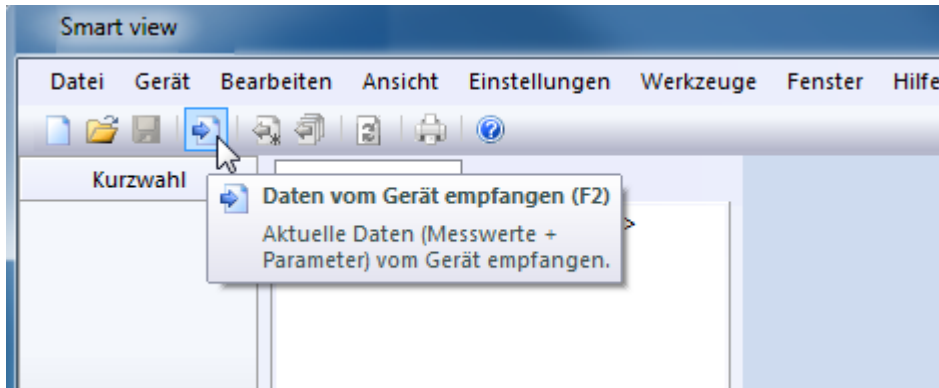 Smart view
Datei Gerät Bearbeiten Ansicht Einstellungen Werkzeuge Fenster Hilfe
Kurzwahl
Daten vom Gerät empfangen (F2)
>
Aktuelle Daten (Messwerte +
Parameter) vom Gerät empfangen.